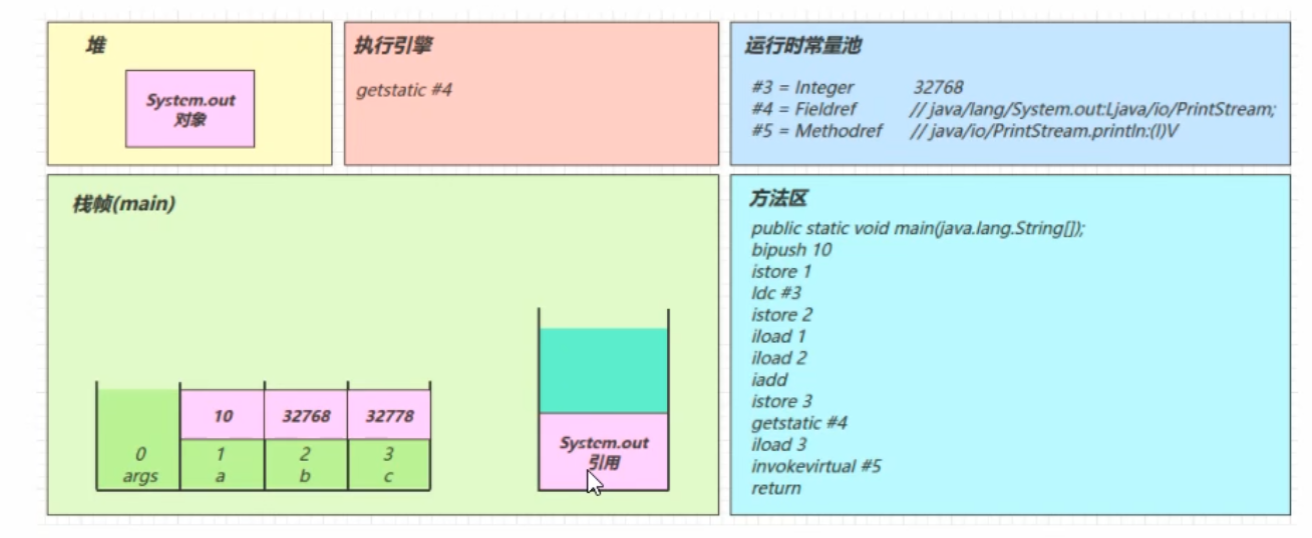 堆
System.out
对象
执行引擎
getstatic #4
运行时常量池
#3 = Integer 32768
#4 = Fieldref // java/lang/System.out:Ljava/io/PrintStream;
#5 = Methodref // java/io/PrintStream.println:(I)V
栈帧(main)
10 32768 32778
0 1 2 3
args a b c
System.out
引用
方法区
public static void main(java.lang.String[]);
bipush 10
istore 1
ldc #3
istore 2
iload 1
iload 2
iadd
istore 3
getstatic #4
iload 3
invokevirtual #5
return